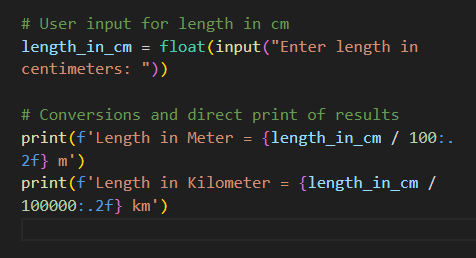 # User input for length in cm
length_in_cm = float(input("Enter length in
centimeters: "))
# Conversions and direct print of results
print(f'Length in Meter = {length_in_cm / 100:.
2f} m')
print(f'Length in Kilometer = {length_in_cm /
100000:.2f} km')